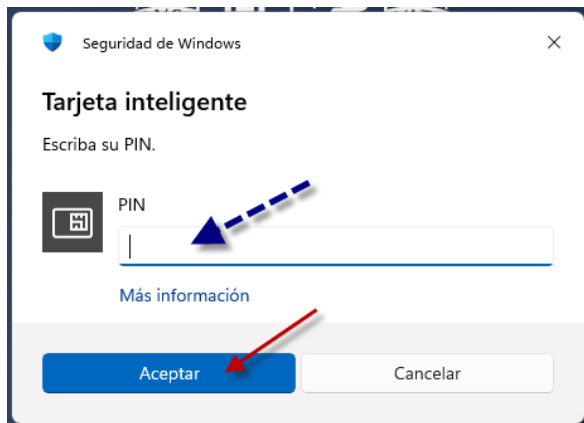 Seguridad de Windows
Tarjeta inteligente
Escriba su PIN.
PIN
Más información
Aceptar
Cancelar